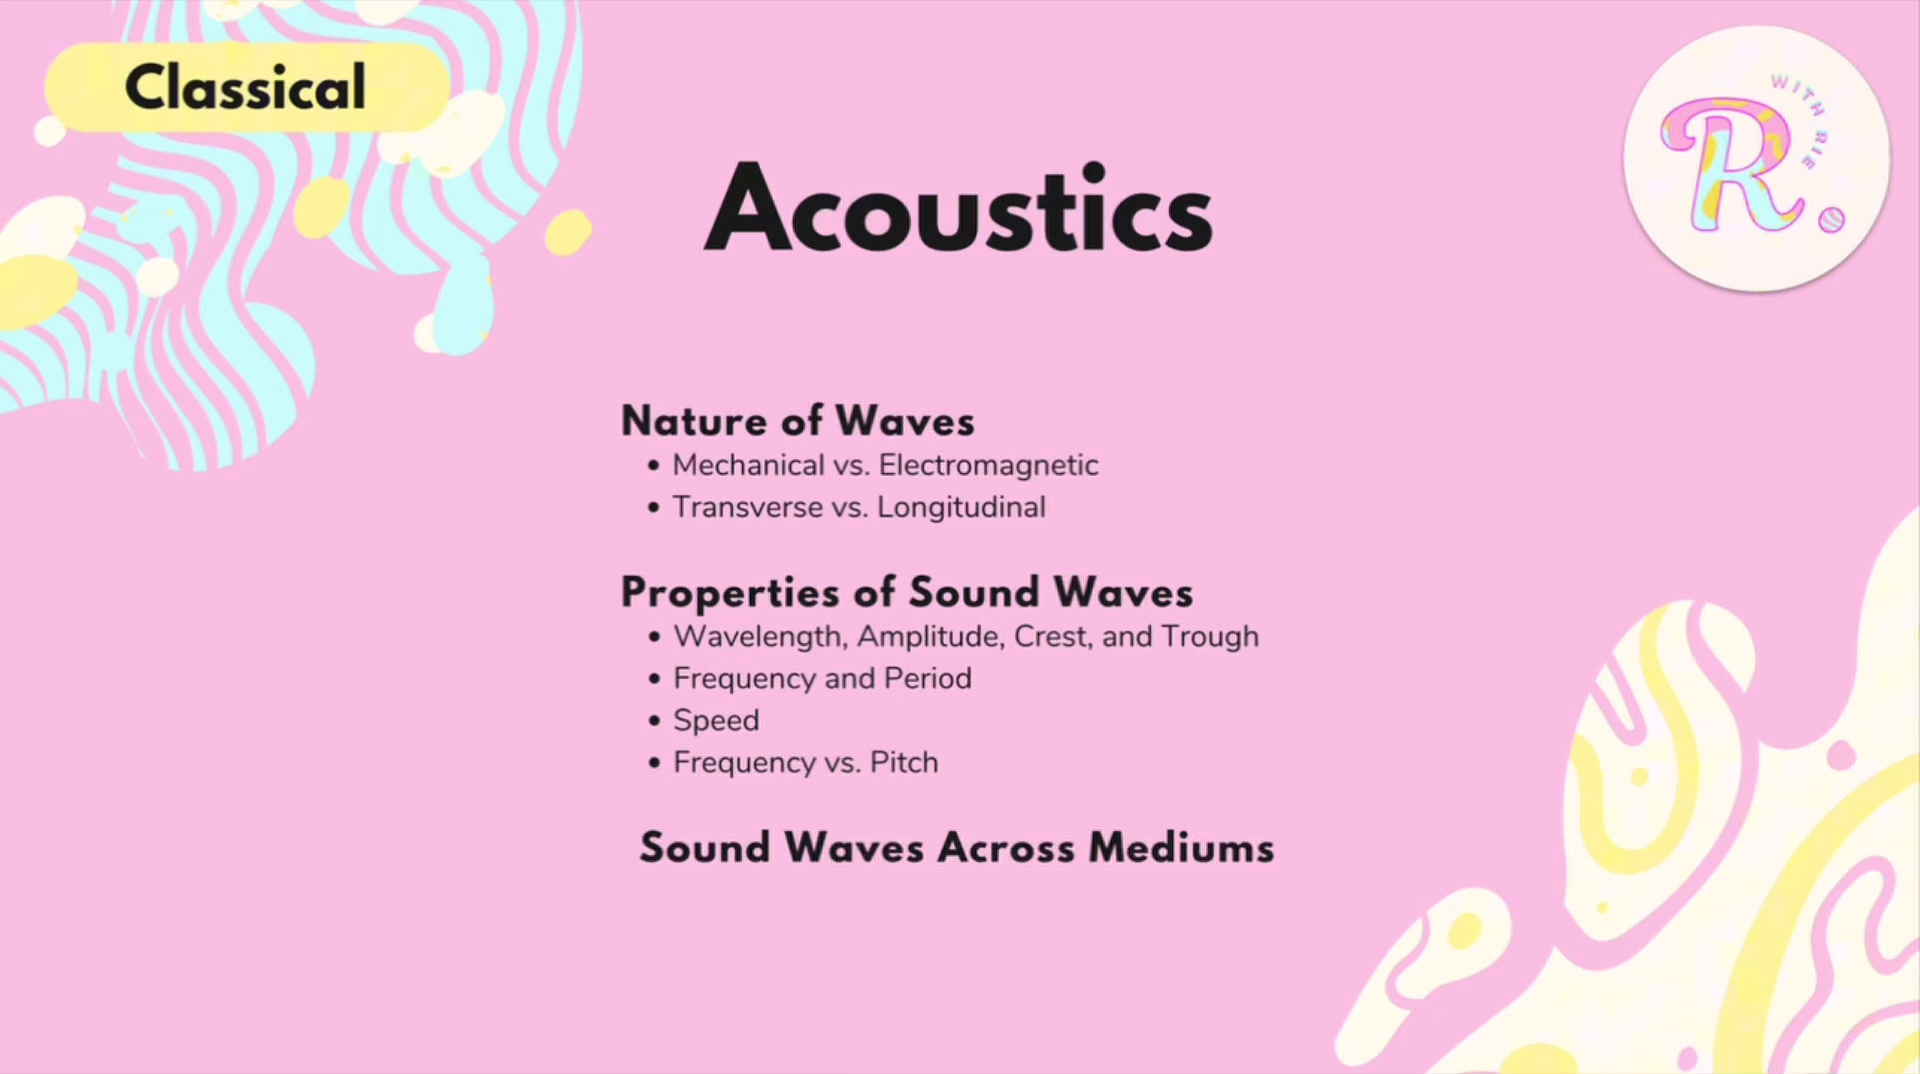 Classical
WITH RIE
R.
Acoustics
Nature of Waves
• Mechanical vs. Electromagnetic
• Transverse vs. Longitudinal
Properties of Sound Waves
• Wavelength, Amplitude, Crest, and Trough
• Frequency and Period
• Speed
• Frequency vs. Pitch
Sound Waves Across Mediums